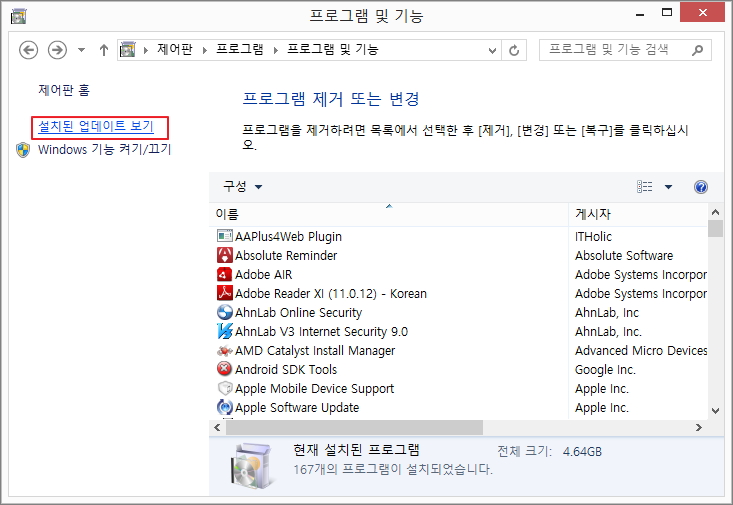 프로그램 및 기능
제어판 프로그램 프로그램 및 기능
프로그램 및 기능 검색
제어판 홈
설치된 업데이트 보기
Windows 기능 켜기/끄기
프로그램 제거 또는 변경
프로그램을 제거하려면 목록에서 선택한 후 [제거], [변경] 또는 [복구]를 클릭하십시
오.
구성
이름 게시자
AAPlus4Web Plugin ITHolic
Absolute Reminder Absolute Software
Adobe AIR Adobe Systems Incorpor
Adobe Reader XI (11.0.12) - Korean Adobe Systems Incorpor
AhnLab Online Security AhnLab, Inc
AhnLab V3 Internet Security 9.0 AhnLab, Inc.
AMD Catalyst Install Manager Advanced Micro Devices
Android SDK Tools Google Inc.
Apple Mobile Device Support Apple Inc.
Apple Software Update Apple Inc.
현재 설치된 프로그램 전체 크기: 4.64GB
167개의 프로그램이 설치되었습니다.